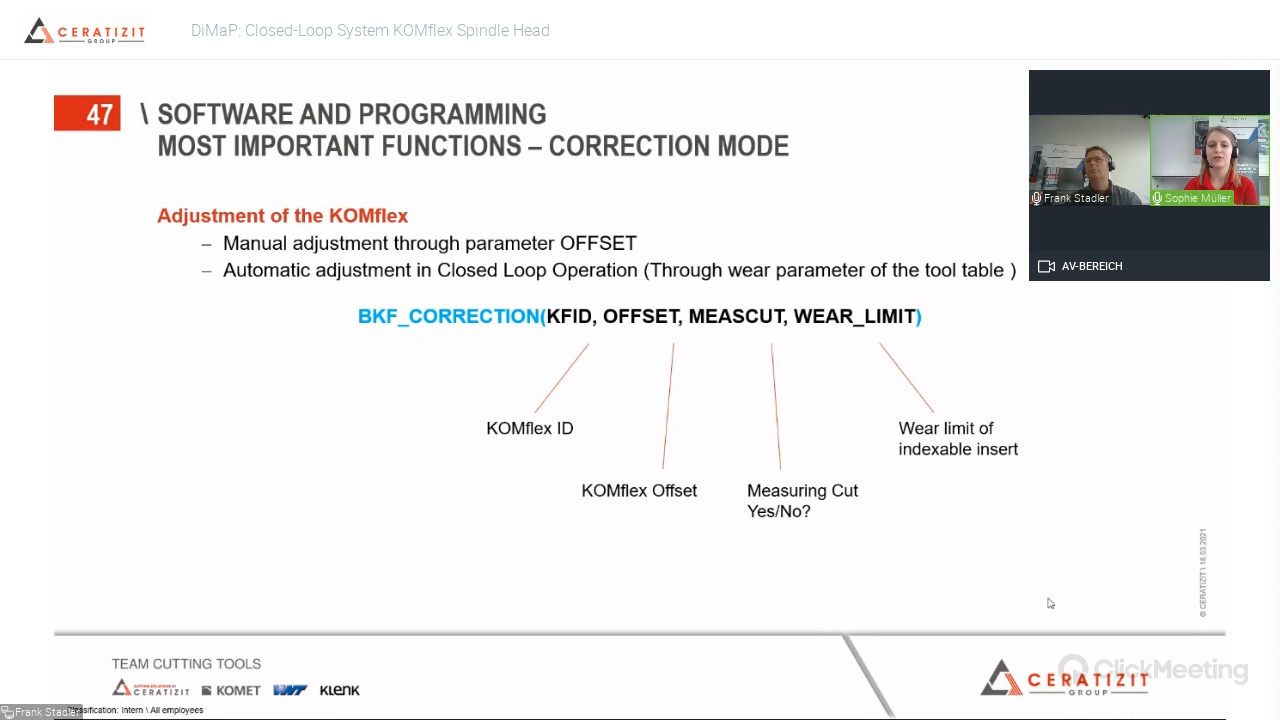 CERATIZIT
GROUP
DiMaP: Closed-Loop System KOMflex Spindle Head
47 \ SOFTWARE AND PROGRAMMING
MOST IMPORTANT FUNCTIONS – CORRECTION MODE
Frank Stadler
Sophie Müller
AV-BEREICH
Adjustment of the KOMflex
– Manual adjustment through parameter OFFSET
– Automatic adjustment in Closed Loop Operation (Through wear parameter of the tool table )
BKF_CORRECTION(KFID, OFFSET, MEASCUT, WEAR_LIMIT)
KOMflex ID
Wear limit of
indexable insert
KOMflex Offset
Measuring Cut
Yes/No?
© CERATIZIT \ 18.03.2021
TEAM CUTTING TOOLS
CERATIZIT
KOMET
WNT
KLENK
CERATIZIT
GROUP
ClickMeeting
Frank Stadler
Classification: Intern \ All employees